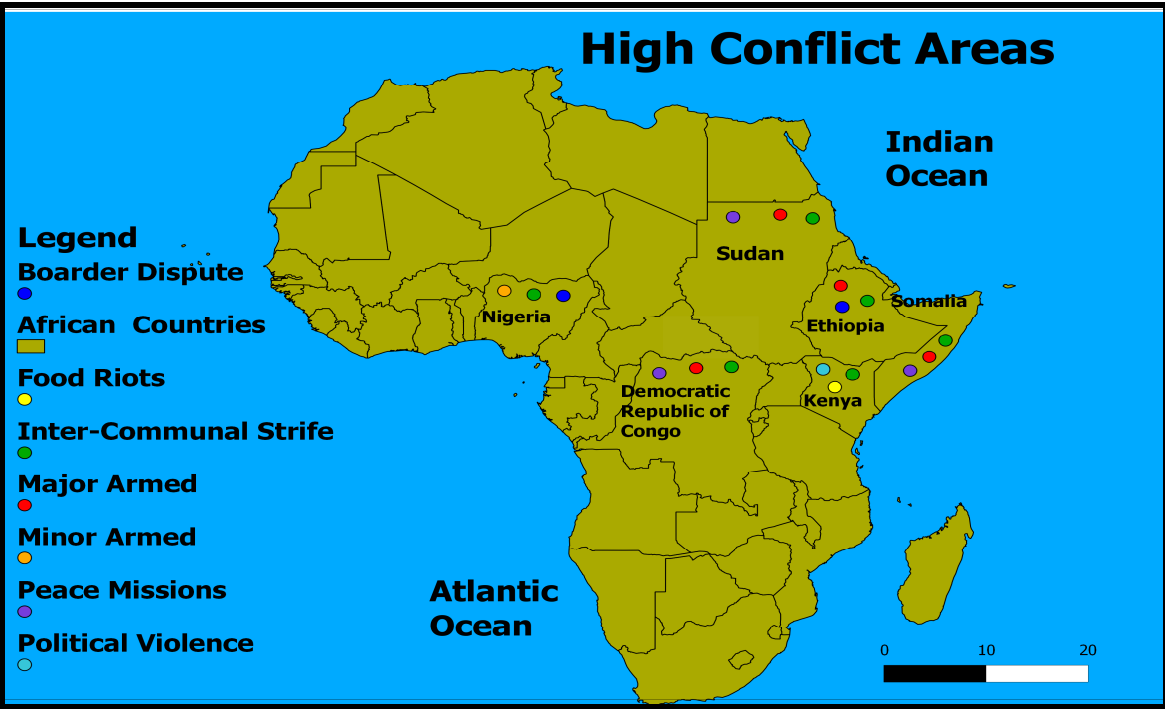 High Conflict Areas
Indian
Ocean
Legend
Boarder Dispute
African Countries
Food Riots
Inter-Communal Strife
Major Armed
Minor Armed
Peace Missions
Political Violence
Sudan
Somalia
Nigeria
Ethiopia
Democratic
Republic of
Congo
Kenya
Atlantic
Ocean
0 10 20